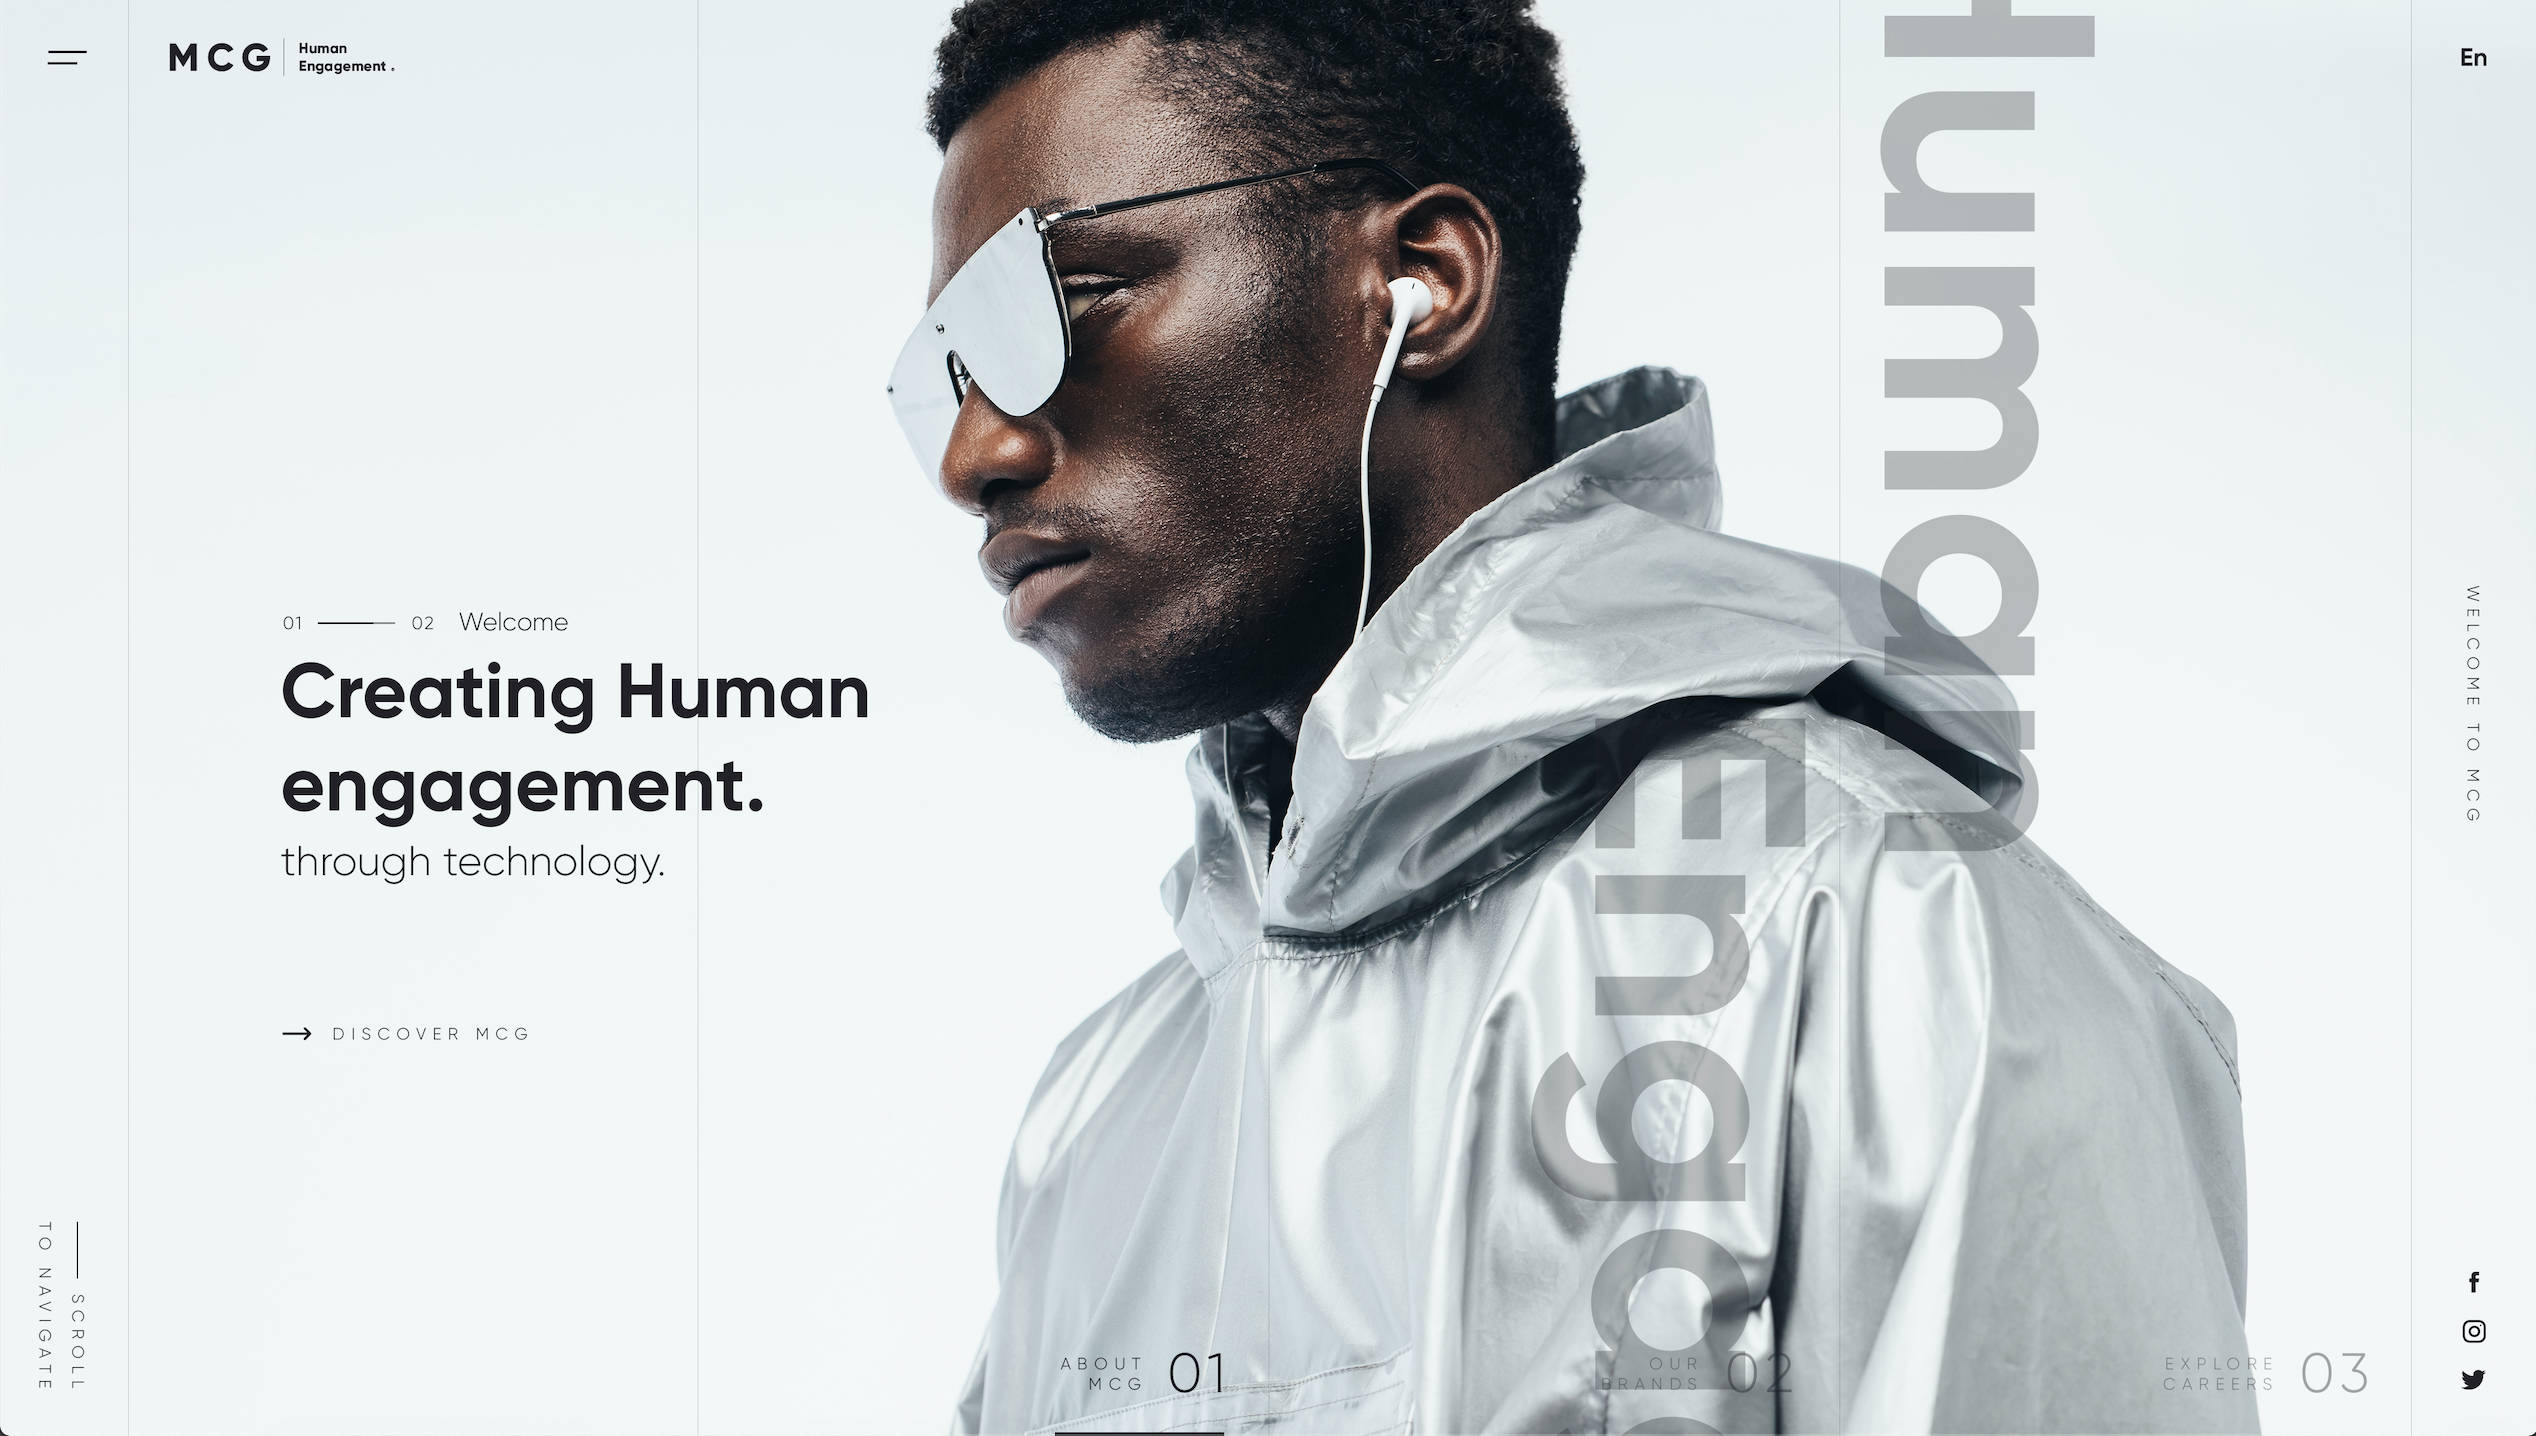 MCG
Human
Engagement.
En
Human
Engag
01
02
Welcome
Creating Human
engagement.
through technology.
DISCOVER MCG
WELCOME TO MCG
SCROLL
TO NAVIGATE
ABOUT
MCG
01
OUR
BRANDS
02
EXPLORE
CAREERS
03